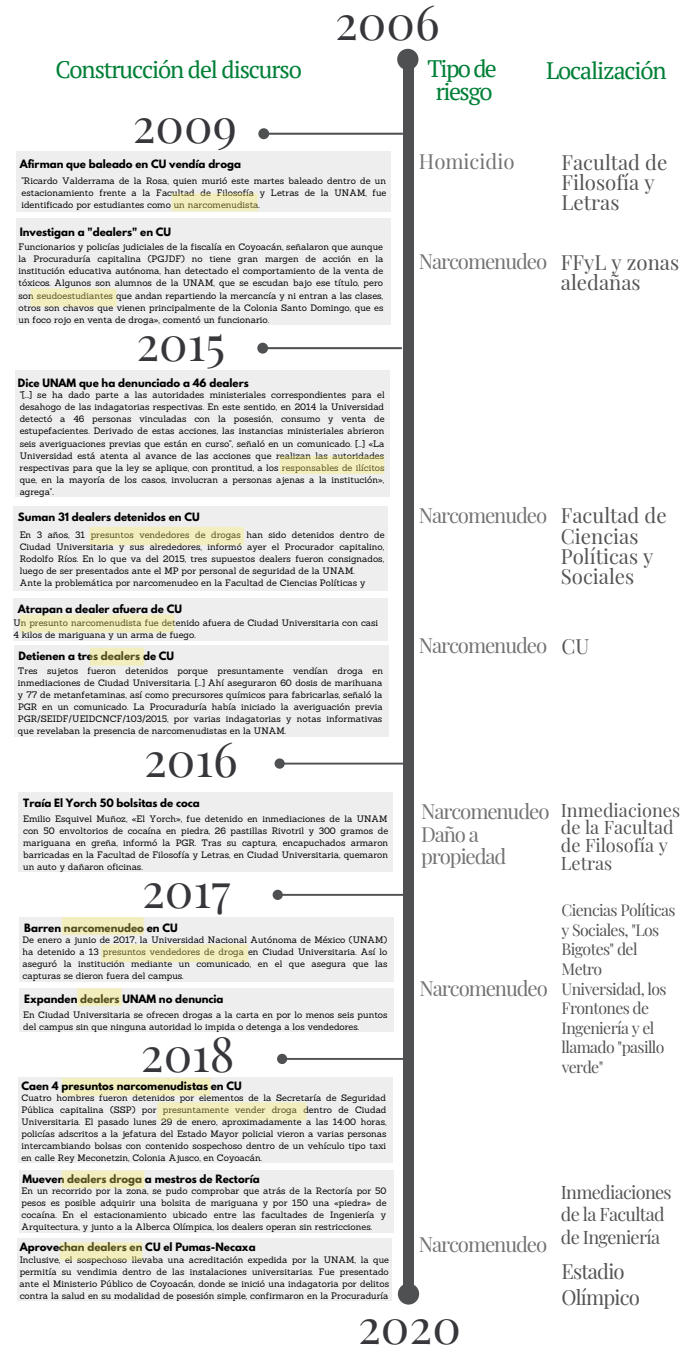 2006
Construcción del discurso
Tipo de
riesgo
Localización
2009
Afirman que baleado en CU vendía droga
"Ricardo Valderrama de la Rosa, quien murió este martes baleado dentro de un
estacionamiento frente a la Facultad de Filosofía y Letras de la UNAM, fue
identificado por estudiantes como un narcomenudista.
Homicidio
Facultad de
Filosofía y
Letras
Investigan a "dealers" en CU
Funcionarios y policías judiciales de la fiscalía en Coyoacán, señalaron que aunque
la Procuraduría capitalina (PGJDF) no tiene gran margen de acción en la
institución educativa autónoma, han detectado el comportamiento de la venta de
tóxicos. Algunos son alumnos de la UNAM, que se escudan bajo ese título, pero
son seudoestudiantes que andan repartiendo la mercancía y ni entran a las clases,
otros son chavos que vienen principalmente de la Colonia Santo Domingo, que es
un foco rojo en venta de droga», comentó un funcionario.
Narcomenudeo
FFyL y zonas
aledañas
2015
Dice UNAM que ha denunciado a 46 dealers
"[...] se ha dado parte a las autoridades ministeriales correspondientes para el
desahogo de las indagatorias respectivas. En este sentido, en 2014 la Universidad
detectó a 46 personas vinculadas con la posesión, consumo y venta de
estupefacientes. Derivado de estas acciones, las instancias ministeriales abrieron
seis averiguaciones previas que están en curso", señaló en un comunicado. [...] «La
Universidad está atenta al avance de las acciones que realizan las autoridades
respectivas para que la ley se aplique, con prontitud, a los responsables de ilícitos
que, en la mayoría de los casos, involucran a personas ajenas a la institución»,
agrega".
Suman 31 dealers detenidos en CU
En 3 años, 31 presuntos vendedores de drogas han sido detenidos dentro de
Ciudad Universitaria y sus alrededores, informó ayer el Procurador capitalino,
Rodolfo Ríos. En lo que va del 2015, tres supuestos dealers fueron consignados,
luego de ser presentados ante el MP por personal de seguridad de la UNAM.
Ante la problemática por narcomenudeo en la Facultad de Ciencias Políticas y
Narcomenudeo
Facultad de
Ciencias
Políticas y
Sociales
Atrapan a dealer afuera de CU
Un presunto narcomenudista fue detenido afuera de Ciudad Universitaria con casi
4 kilos de mariguana y un arma de fuego.
Detienen a tres dealers de CU
Tres sujetos fueron detenidos porque presuntamente vendían droga en
inmediaciones de Ciudad Universitaria. [...] Ahí aseguraron 60 dosis de marihuana
y 77 de metanfetaminas, así como precursores químicos para fabricarlas, señaló la
PGR en un comunicado. La Procuraduría había iniciado la averiguación previa
PGR/SEIDF/UEIDCNCF/103/2015, por varias indagatorias y notas informativas
que revelaban la presencia de narcomenudistas en la UNAM.
Narcomenudeo
CU
2016
Traía El Yorch 50 bolsitas de coca
Emilio Esquivel Muñoz, «El Yorch», fue detenido en inmediaciones de la UNAM
con 50 envoltorios de cocaína en piedra, 26 pastillas Rivotril y 300 gramos de
mariguana en greña, informó la PGR. Tras su captura, encapuchados armaron
barricadas en la Facultad de Filosofía y Letras, en Ciudad Universitaria, quemaron
un auto y dañaron oficinas.
Narcomenudeo
Daño a
propiedad
Inmediaciones
de la Facultad
de Filosofía y
Letras
2017
Barren narcomenudeo en CU
De enero a junio de 2017, la Universidad Nacional Autónoma de México (UNAM)
ha detenido a 13 presuntos vendedores de droga en Ciudad Universitaria. Así lo
aseguró la institución mediante un comunicado, en el que asegura que las
capturas se dieron fuera del campus.
Expanden dealers UNAM no denuncia
En Ciudad Universitaria se ofrecen drogas a la carta en por lo menos seis puntos
del campus sin que ninguna autoridad lo impida o detenga a los vendedores.
Narcomenudeo
Ciencias Políticas
y Sociales, "Los
Bigotes" del
Metro
Universidad, los
Frontones de
Ingeniería y el
llamado "pasillo
verde"
2018
Caen 4 presuntos narcomenudistas en CU
Cuatro hombres fueron detenidos por elementos de la Secretaría de Seguridad
Pública capitalina (SSP) por presuntamente vender droga dentro de Ciudad
Universitaria. El pasado lunes 29 de enero, aproximadamente a las 14:00 horas,
policías adscritos a la jefatura del Estado Mayor policial vieron a varias personas
intercambiando bolsas con contenido sospechoso dentro de un vehículo tipo taxi
en calle Rey Meconetzin, Colonia Ajusco, en Coyoacán.
Mueven dealers droga a mestros de Rectoría
En un recorrido por la zona, se pudo comprobar que atrás de la Rectoría por 50
pesos es posible adquirir una bolsita de mariguana y por 150 una «piedra» de
cocaína. En el estacionamiento ubicado entre las facultades de Ingeniería y
Arquitectura, y junto a la Alberca Olímpica, los dealers operan sin restricciones.
Aprovechan dealers en CU el Pumas-Necaxa
Inclusive, el sospechoso llevaba una acreditación expedida por la UNAM, la que
permitía su vendimia dentro de las instalaciones universitarias. Fue presentado
ante el Ministerio Público de Coyoacán, donde se inició una indagatoria por delitos
contra la salud en su modalidad de posesión simple, confirmaron en la Procuraduría
Narcomenudeo
Inmediaciones
de la Facultad
de Ingeniería
Estadio
Olímpico
2020